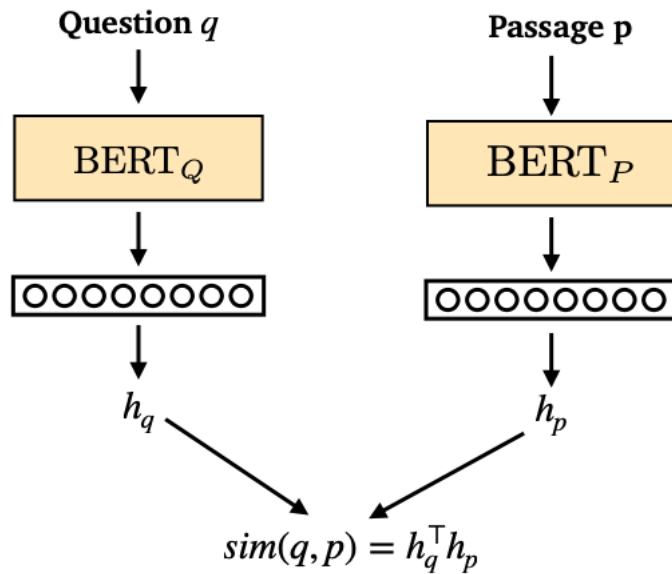 Question q
Passage p
BERT_Q
BERT_P
h_q
h_p
sim(q, p) = h_q^⊤ h_p